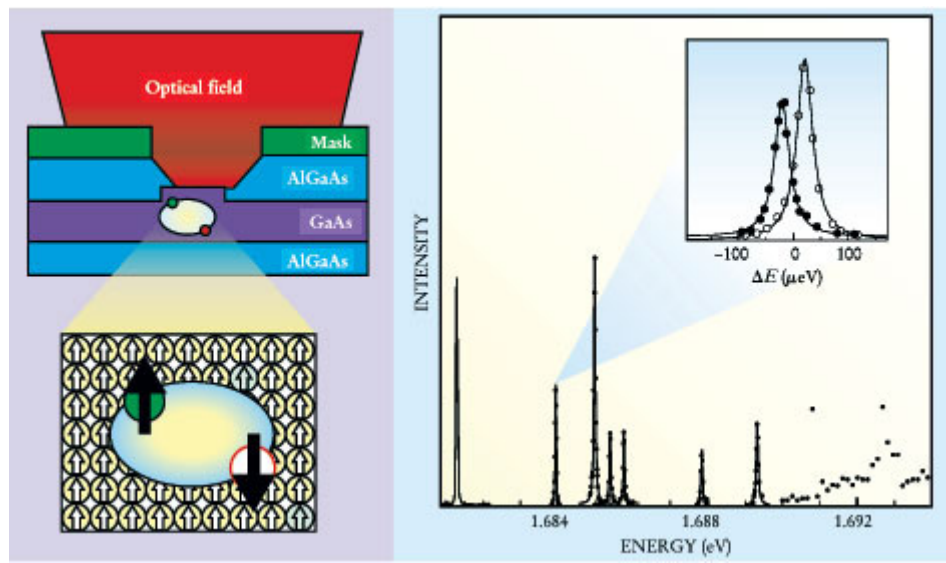 Optical field
Mask
AlGaAs
GaAs
AlGaAs
INTENSITY
−100 0 100
ΔE (μeV)
1.684 1.688 1.692
ENERGY (eV)